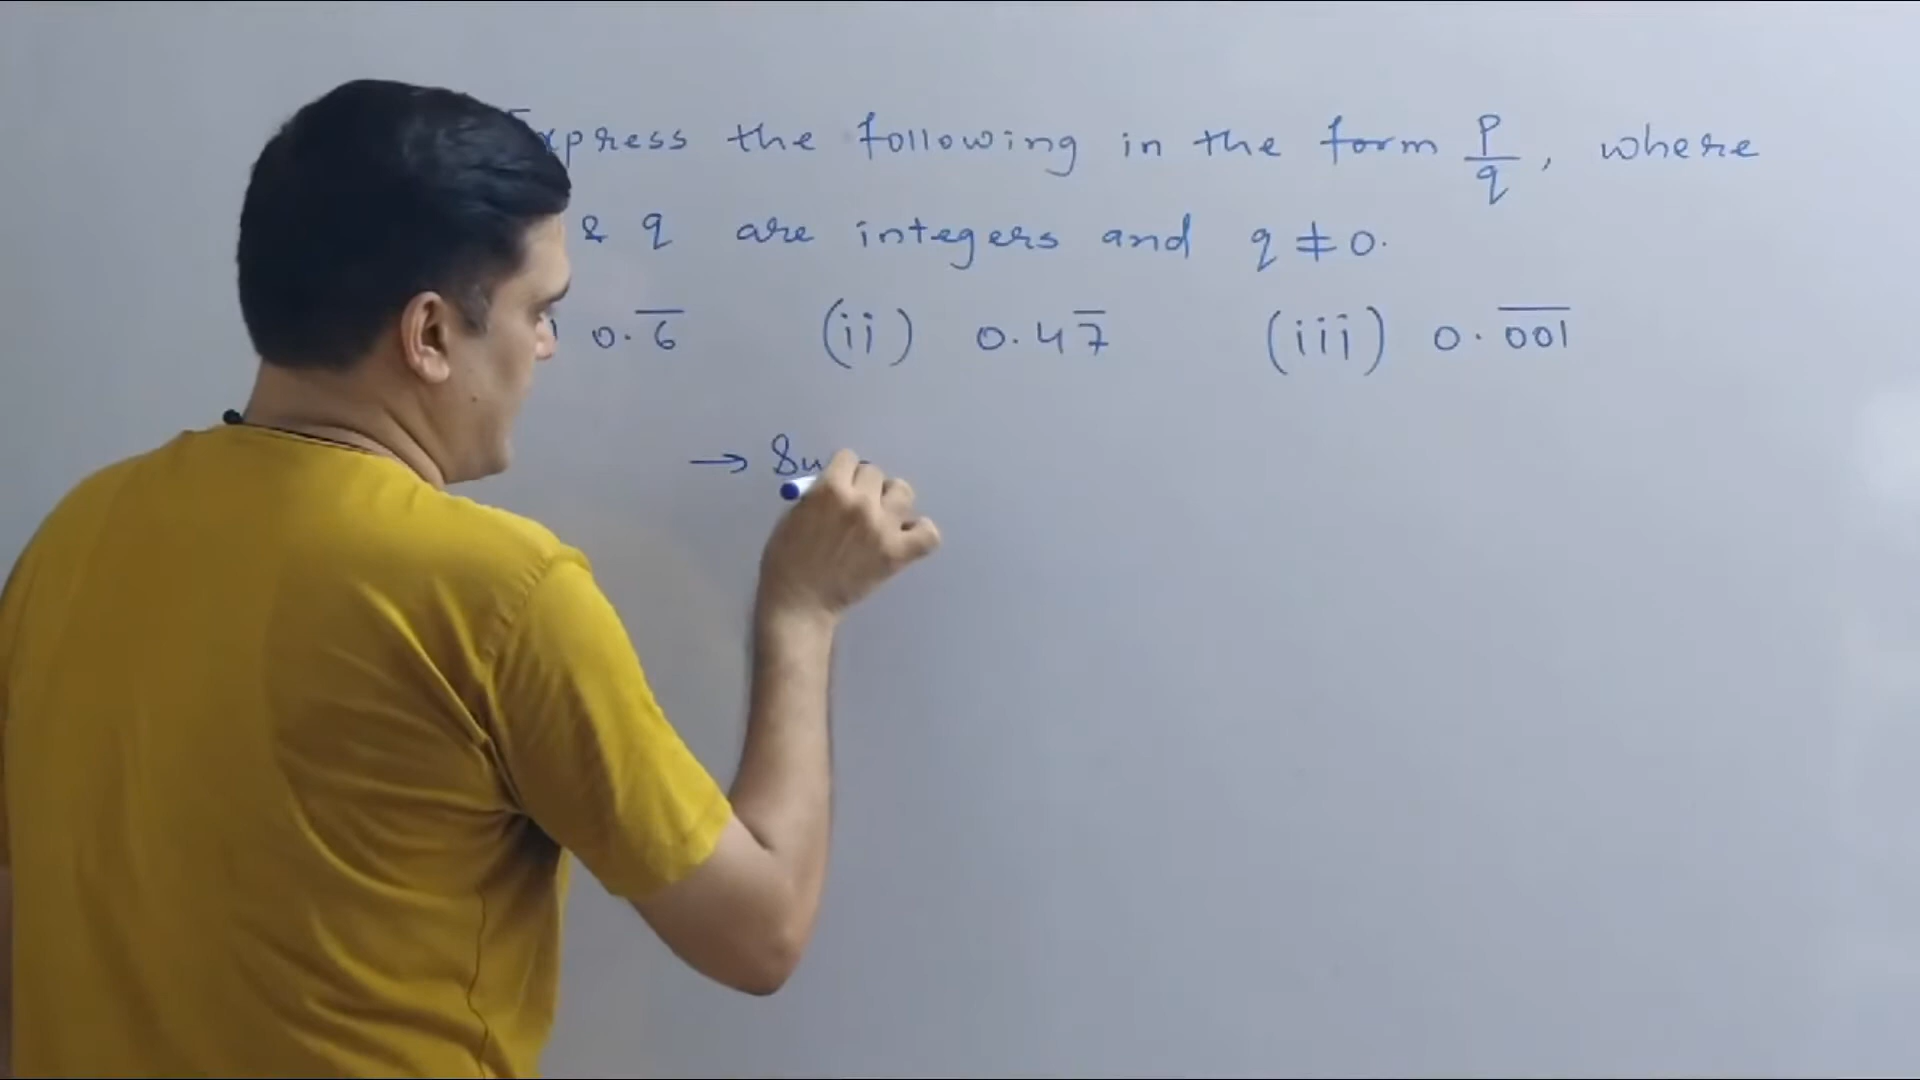 Express the following in the form p/q, where
& q are integers and q ≠ 0.
) 0.6̅ (ii) 0.47̅ (iii) 0.0̅0̅1̅
→ Su